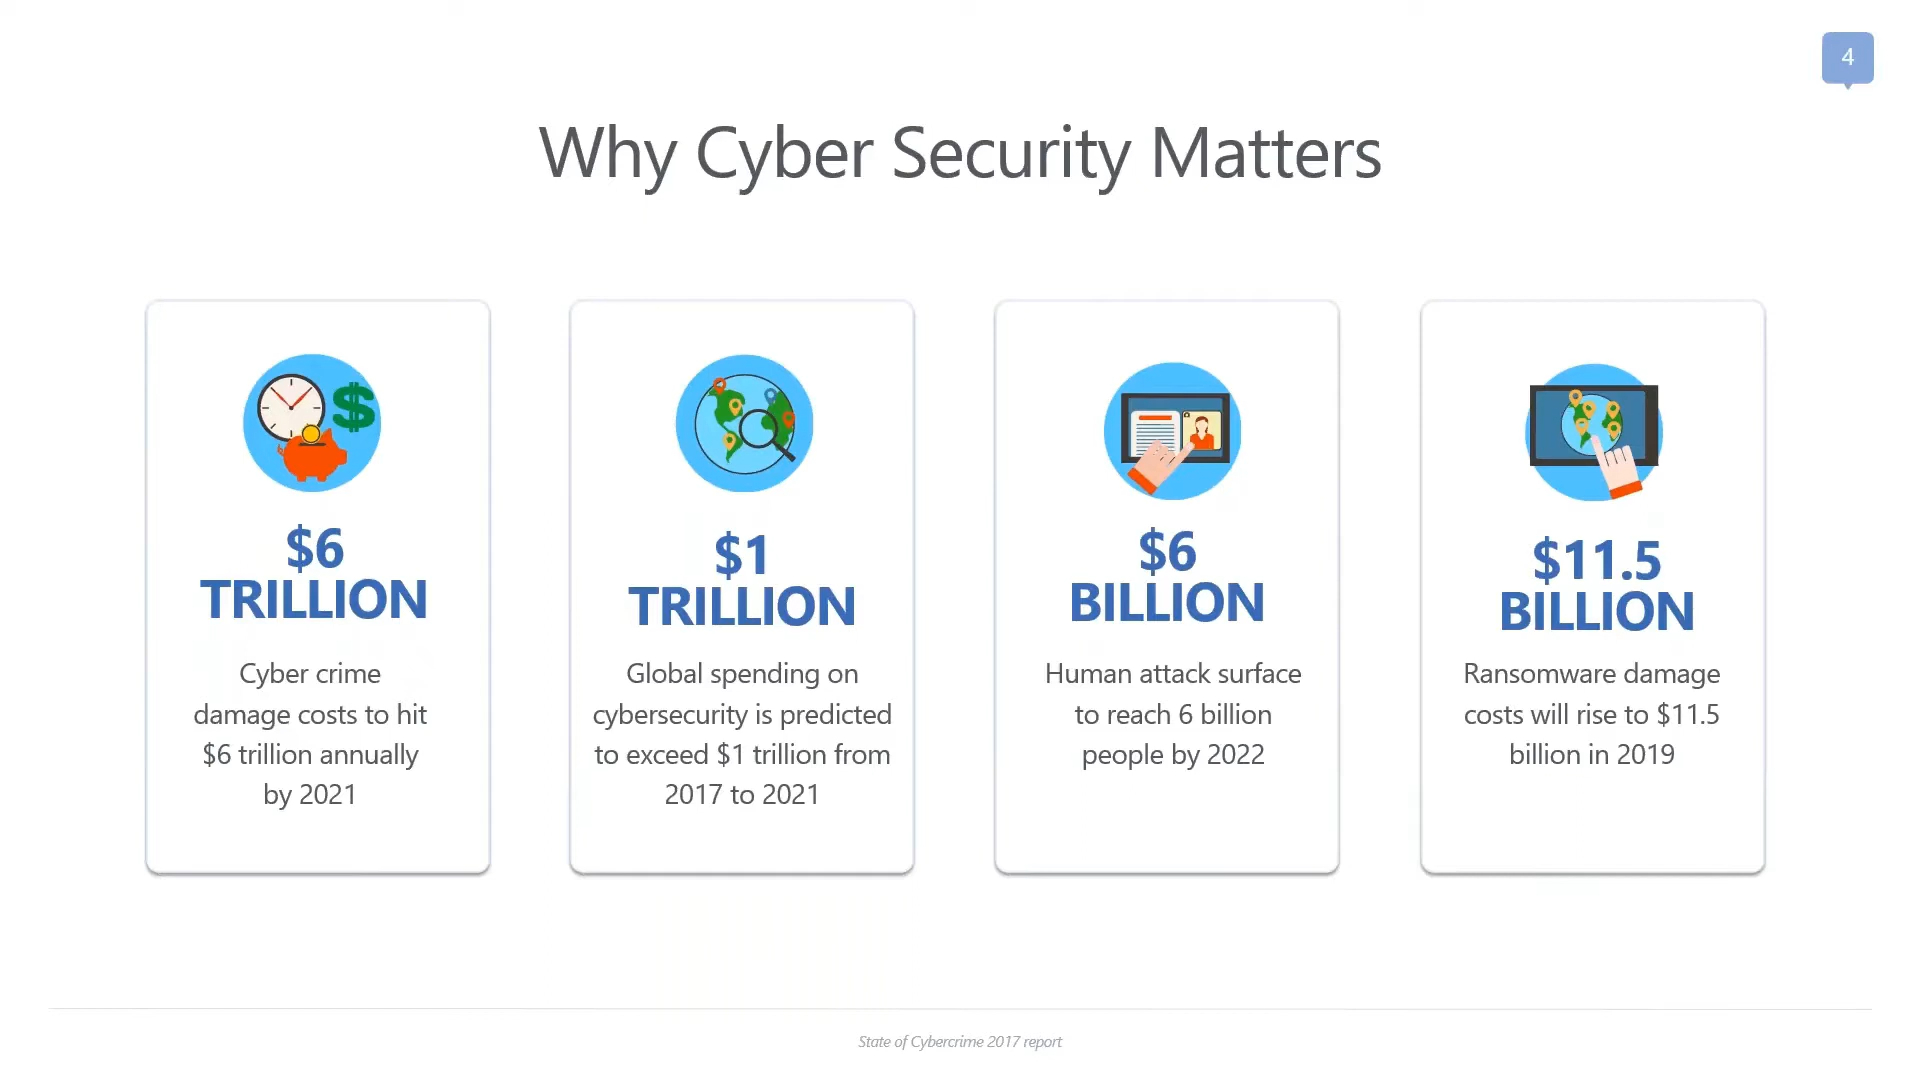 4
Why Cyber Security Matters
$6
TRILLION
Cyber crime
damage costs to hit
$6 trillion annually
by 2021
$1
TRILLION
Global spending on
cybersecurity is predicted
to exceed $1 trillion from
2017 to 2021
$6
BILLION
Human attack surface
to reach 6 billion
people by 2022
$11.5
BILLION
Ransomware damage
costs will rise to $11.5
billion in 2019
State of Cybercrime 2017 report